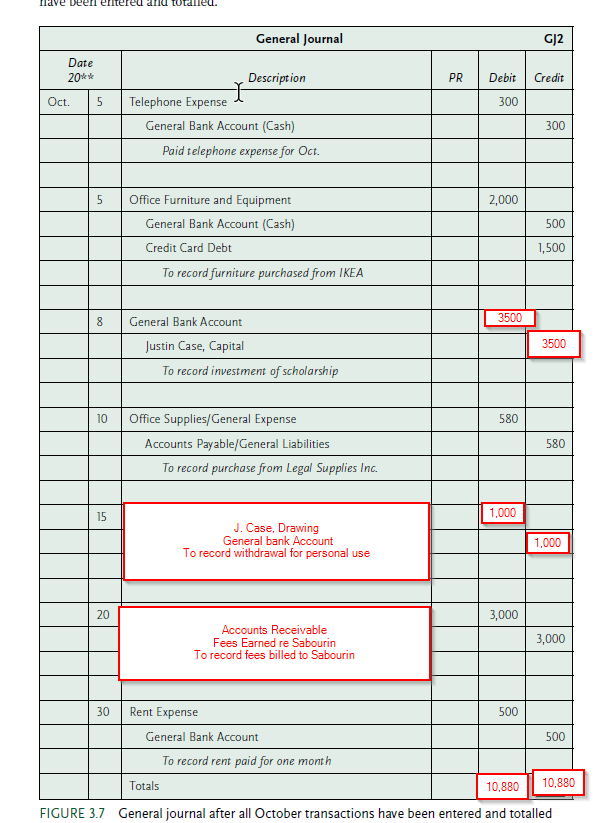 have been entered and totalled.
General Journal GJ2
Date
20** Description PR Debit Credit
Oct. 5 Telephone Expense 300
General Bank Account (Cash) 300
Paid telephone expense for Oct.
5 Office Furniture and Equipment 2,000
General Bank Account (Cash) 500
Credit Card Debt 1,500
To record furniture purchased from IKEA
8 General Bank Account 3500
Justin Case, Capital 3500
To record investment of scholarship
10 Office Supplies/General Expense 580
Accounts Payable/General Liabilities 580
To record purchase from Legal Supplies Inc.
15 J. Case, Drawing 1,000
General bank Account 1,000
To record withdrawal for personal use
20 Accounts Receivable 3,000
Fees Earned re Sabourin 3,000
To record fees billed to Sabourin
30 Rent Expense 500
General Bank Account 500
To record rent paid for one month
Totals 10,880 10,880
FIGURE 3.7 General journal after all October transactions have been entered and totalled